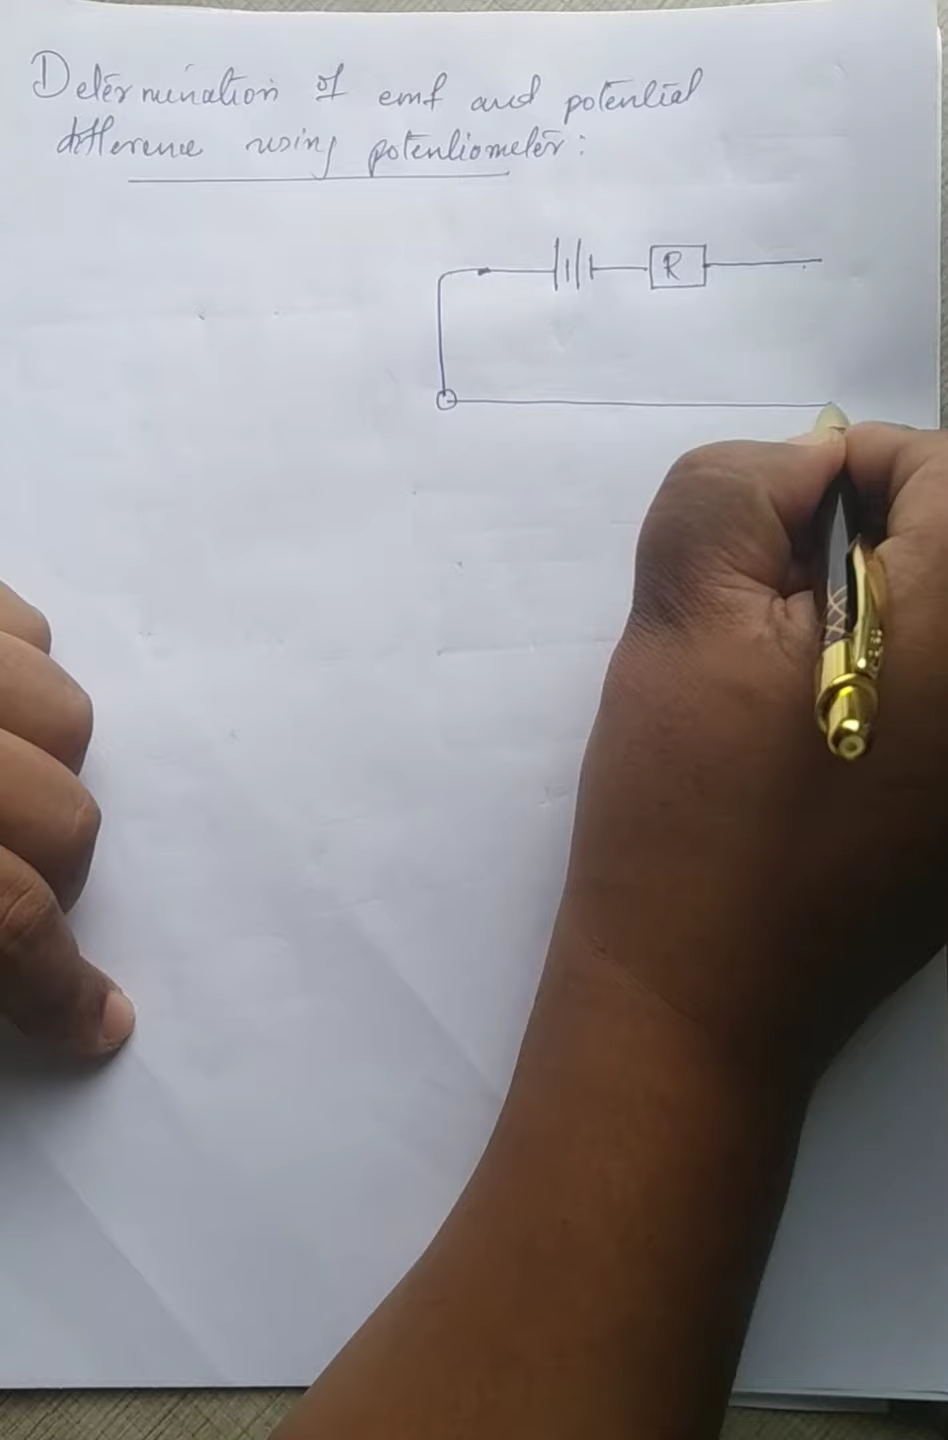 Determination of emf and potential
difference using potentiometer:
R